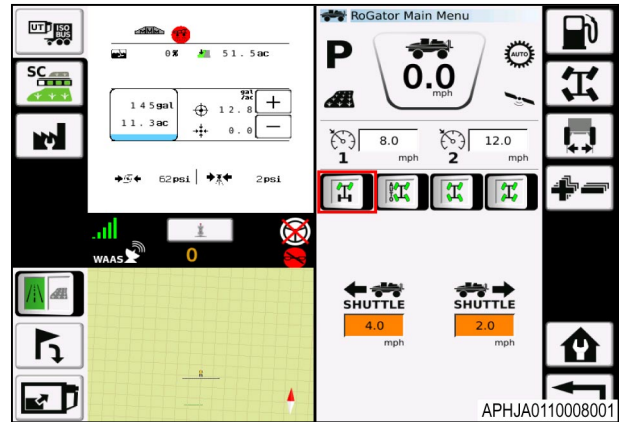 UT ISO
BUS
SC
0% 51.5ac
145gal
11.3ac
gal
/ac
12.8
+
0.0
−
62psi 2psi
WAAS 0
RoGator Main Menu
P
0.0
mph
AUTO
8.0 12.0
1 mph 2 mph
SHUTTLE SHUTTLE
4.0 2.0
mph mph
APHJA0110008001